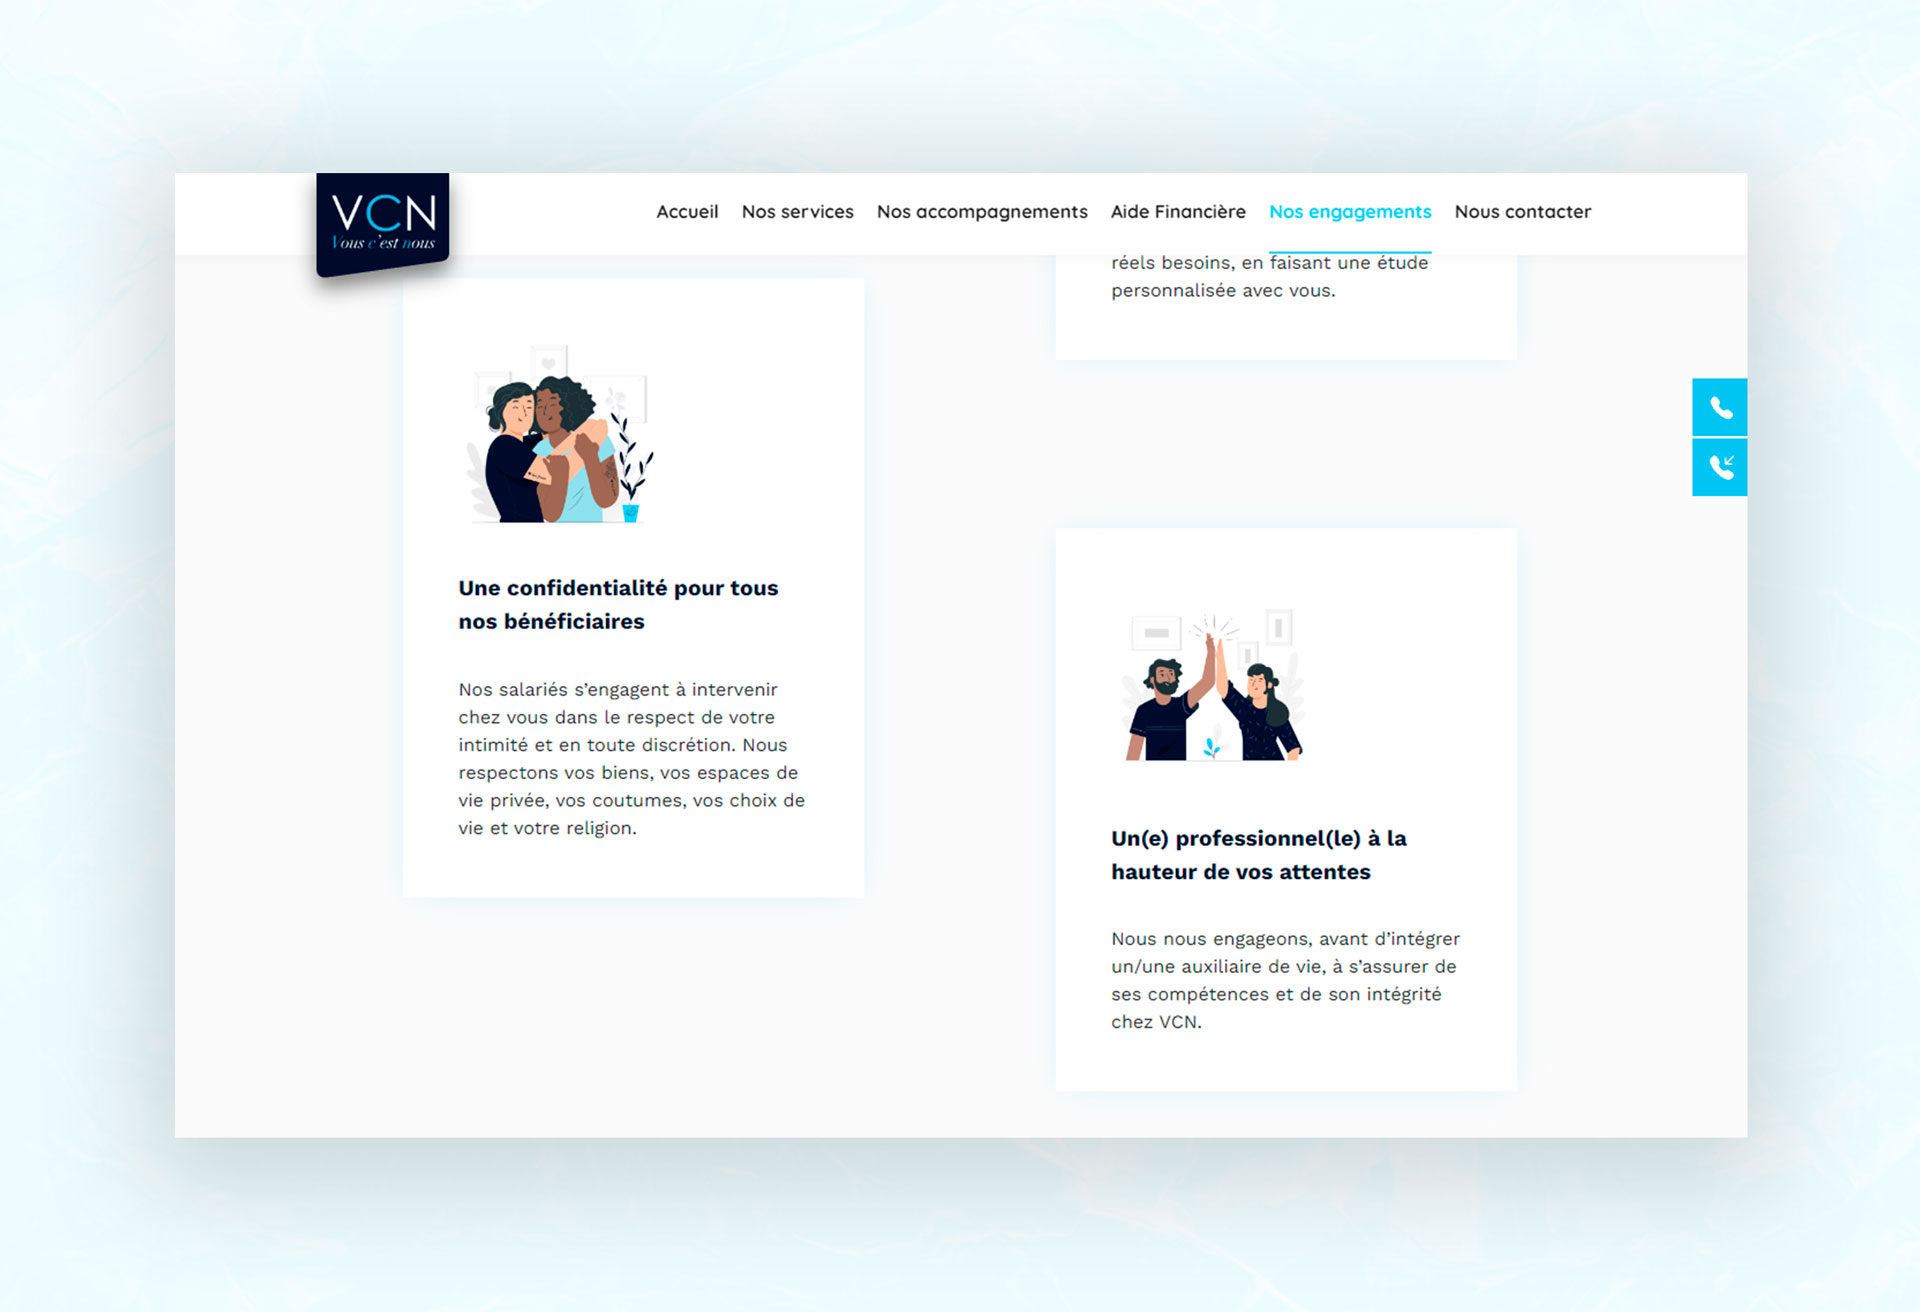 VCN
Vous c'est nous
Accueil
Nos services
Nos accompagnements
Aide Financière
Nos engagements
Nous contacter
réels besoins, en faisant une étude
personnalisée avec vous.
Une confidentialité pour tous
nos bénéficiaires
Nos salariés s’engagent à intervenir
chez vous dans le respect de votre
intimité et en toute discrétion. Nous
respectons vos biens, vos espaces de
vie privée, vos coutumes, vos choix de
vie et votre religion.
Un(e) professionnel(le) à la
hauteur de vos attentes
Nous nous engageons, avant d’intégrer
un/une auxiliaire de vie, à s’assurer de
ses compétences et de son intégrité
chez VCN.